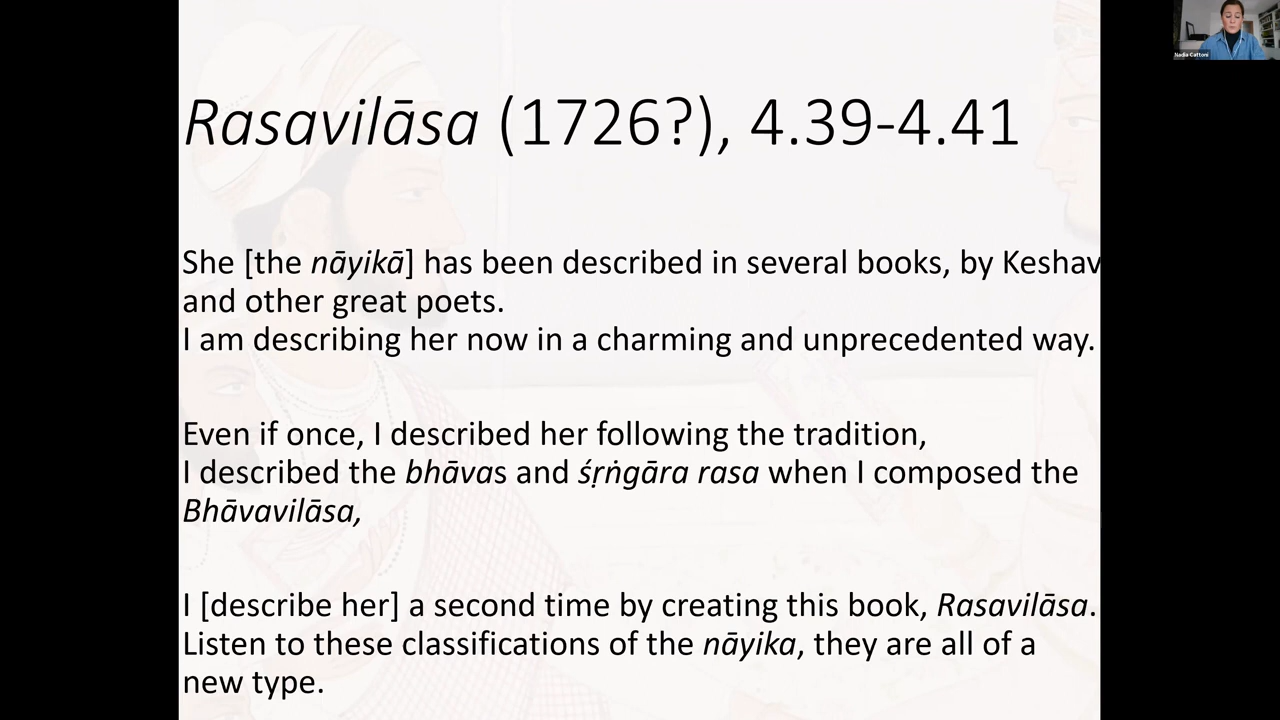 Rasavilāsa (1726?), 4.39-4.41
She [the nāyikā] has been described in several books, by Keshav
and other great poets.
I am describing her now in a charming and unprecedented way.
Even if once, I described her following the tradition,
I described the bhāvas and śṛṅgāra rasa when I composed the
Bhāvavilāsa,
I [describe her] a second time by creating this book, Rasavilāsa.
Listen to these classifications of the nāyika, they are all of a
new type.
Nadia Cattoni